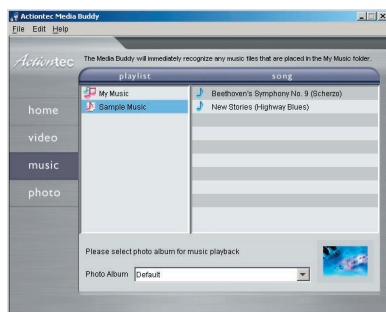 Actiontec Media Buddy
File Edit Help
Actiontec
The Media Buddy will immediately recognize any music files that are placed in the My Music folder.
playlist song
My Music Beethoven's Symphony No. 9 (Scherzo)
Sample Music New Stories (Highway Blues)
home
video
music
photo
Please select photo album for music playback
Photo Album Default